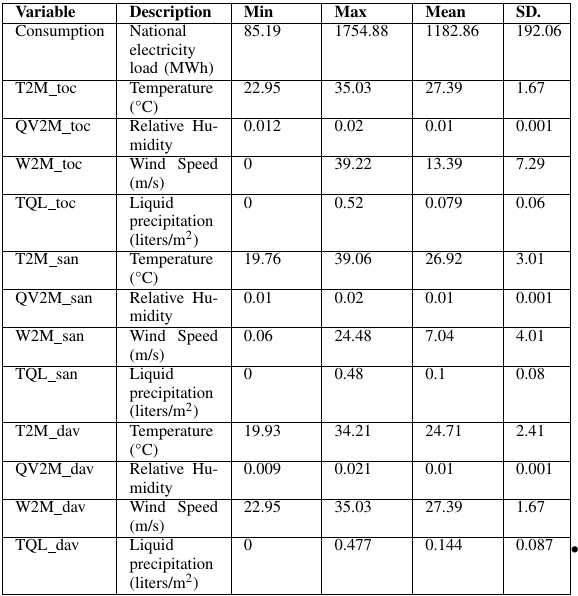 Variable Description Min Max Mean SD.
Consumption National 85.19 1754.88 1182.86 192.06
electricity
load (MWh)
T2M_toc Temperature 22.95 35.03 27.39 1.67
(°C)
QV2M_toc Relative Hu- 0.012 0.02 0.01 0.001
midity
W2M_toc Wind Speed 0 39.22 13.39 7.29
(m/s)
TQL_toc Liquid 0 0.52 0.079 0.06
precipitation
(liters/m²)
T2M_san Temperature 19.76 39.06 26.92 3.01
(°C)
QV2M_san Relative Hu- 0.01 0.02 0.01 0.001
midity
W2M_san Wind Speed 0.06 24.48 7.04 4.01
(m/s)
TQL_san Liquid 0 0.48 0.1 0.08
precipitation
(liters/m²)
T2M_dav Temperature 19.93 34.21 24.71 2.41
(°C)
QV2M_dav Relative Hu- 0.009 0.021 0.01 0.001
midity
W2M_dav Wind Speed 22.95 35.03 27.39 1.67
(m/s)
TQL_dav Liquid 0 0.477 0.144 0.087 •
precipitation
(liters/m²)